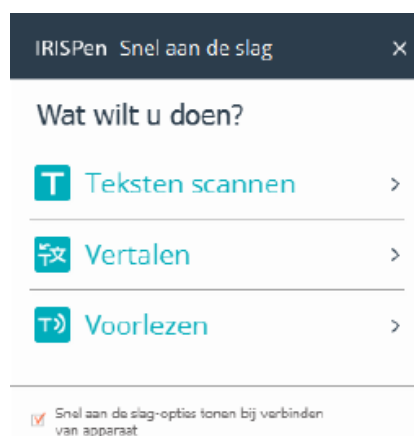 IRISPen Snel aan de slag
Wat wilt u doen?
Teksten scannen
Vertalen
Voorlezen
Snel aan de slag-opties tonen bij verbinden
van apparaat